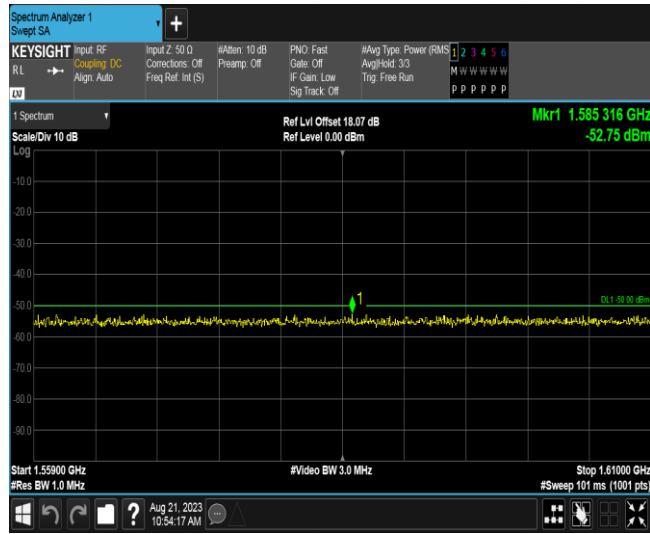 Spectrum Analyzer 1
Swept SA
+
KEYSIGHT
RL
LXI
Input: RF
Coupling: DC
Align: Auto
Input Z: 50 Ω
Corrections: Off
Freq Ref: Int (S)
#Atten: 10 dB
Preamp: Off
PNO: Fast
Gate: Off
IF Gain: Low
Sig Track: Off
#Avg Type: Power (RMS
Avg|Hold: 3/3
Trig: Free Run
1 2 3 4 5 6
M W W W W W
P P P P P P
1 Spectrum
Scale/Div 10 dB
Log
Ref Lvl Offset 18.07 dB
Ref Level 0.00 dBm
Mkr1 1.585 316 GHz
-52.75 dBm
-10.0
-20.0
-30.0
-40.0
-50.0
-60.0
-70.0
-80.0
-90.0
1
DL1 -50.00 dBm
Start 1.55900 GHz
#Res BW 1.0 MHz
#Video BW 3.0 MHz
Stop 1.61000 GHz
#Sweep 101 ms (1001 pts)
?
Aug 21, 2023
10:54:17 AM